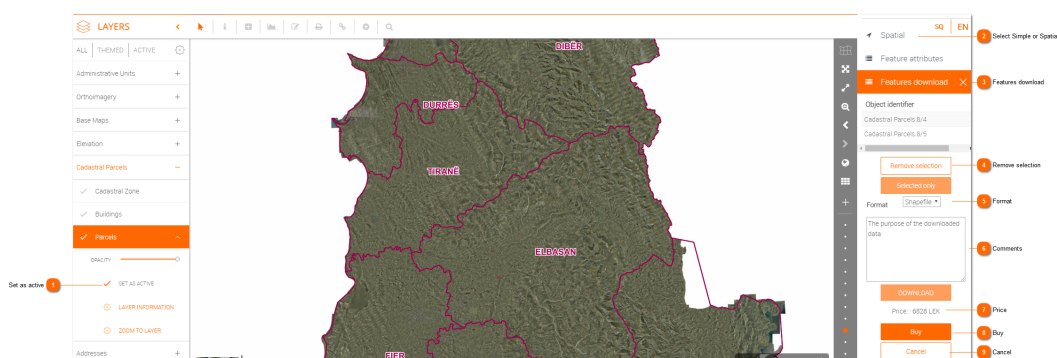 LAYERS
ALL THEMED ACTIVE
Administrative Units
Orthoimagery
Base Maps
Elevation
Cadastral Parcels
Cadastral Zone
Buildings
Parcels
OPACITY
Set as active 1
SET AS ACTIVE
LAYER INFORMATION
ZOOM TO LAYER
Addresses
DIBËR
DURRËS
TIRANË
ELBASAN
FIER
SQ EN
Spatial
2 Select Simple or Spatia
Feature attributes
Features download
3 Features download
Object identifier
Cadastral Parcels.8/4
Cadastral Parcels.8/5
Remove selection
4 Remove selection
Selected only
Format Shapefile
5 Format
The purpose of the downloaded
data
6 Comments
DOWNLOAD
Price : 6828 LEK
7 Price
Buy
8 Buy
Cancel
9 Cancel